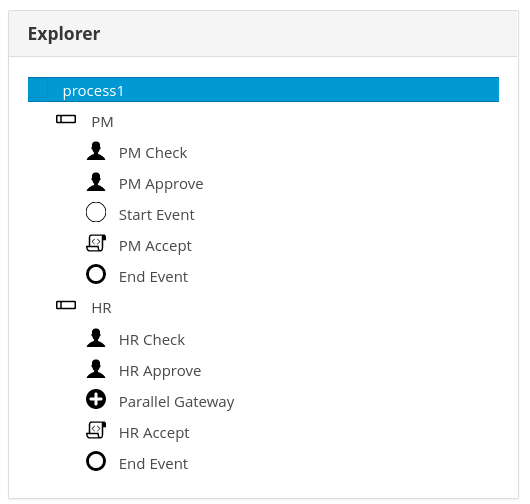 Explorer
process1
PM
PM Check
PM Approve
Start Event
PM Accept
End Event
HR
HR Check
HR Approve
Parallel Gateway
HR Accept
End Event